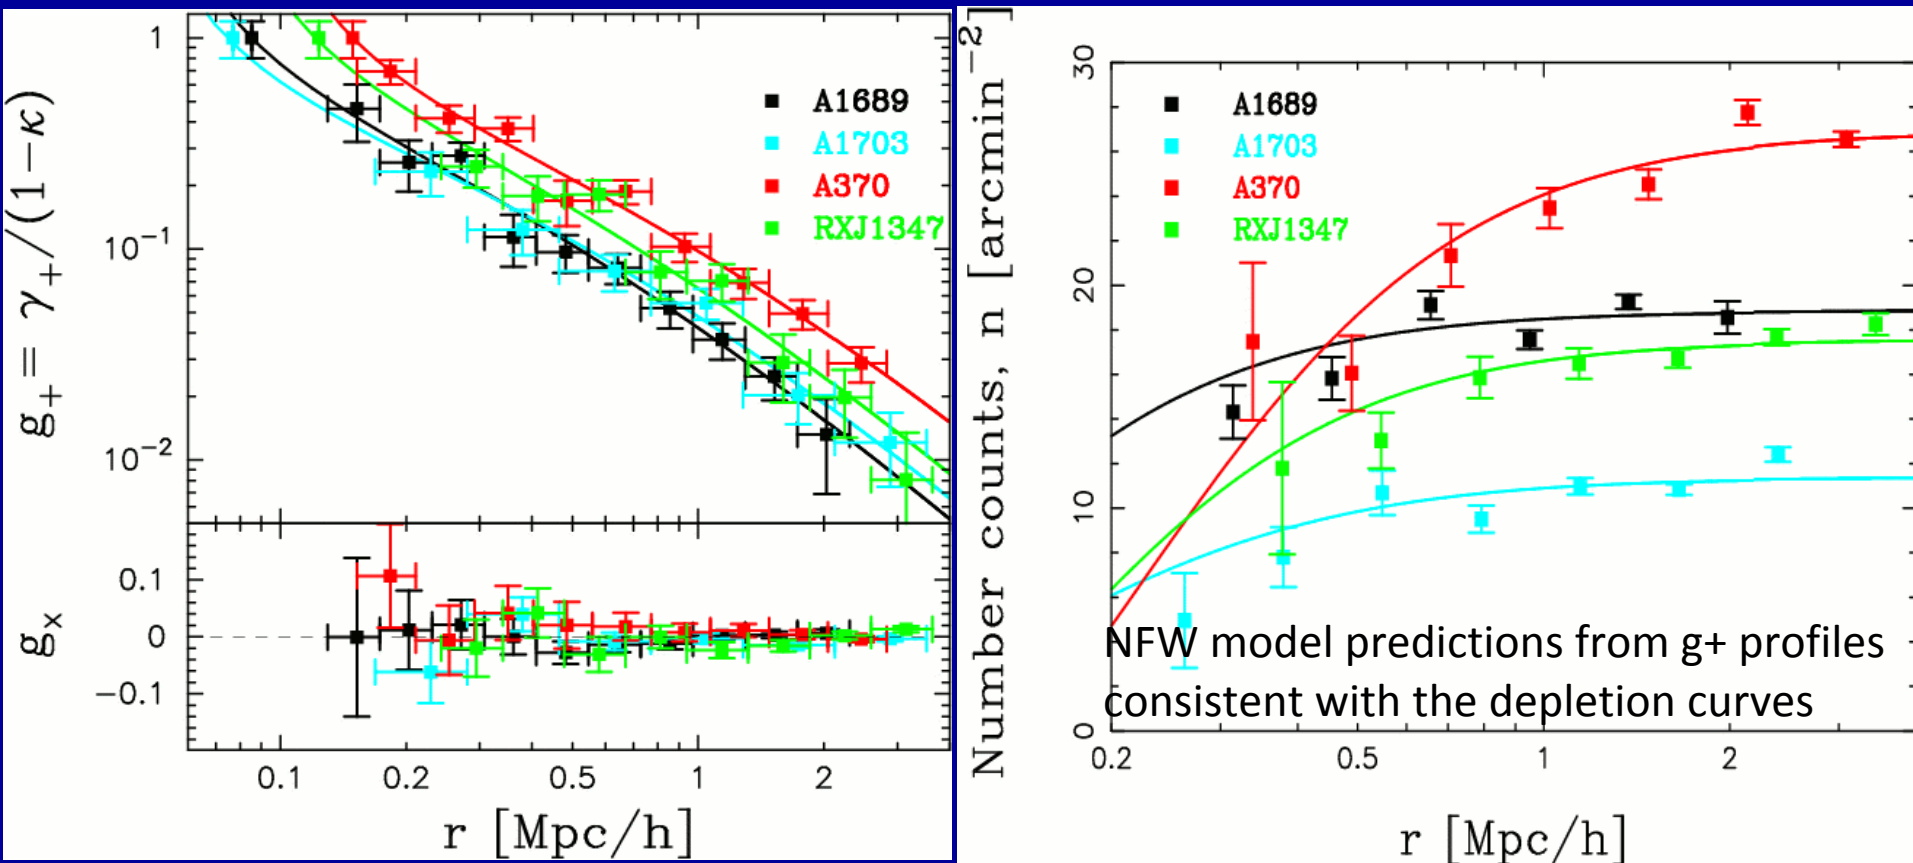 g+ = γ+/(1−κ)
1
10−1
10−2
A1689
A1703
A370
RXJ1347
gx
0.1
0
−0.1
0.1
0.2
0.5
1
2
r [Mpc/h]
Number counts, n [arcmin−2]
30
20
10
0
A1689
A1703
A370
RXJ1347
NFW model predictions from g+ profiles
consistent with the depletion curves
0.2
0.5
1
2
r [Mpc/h]